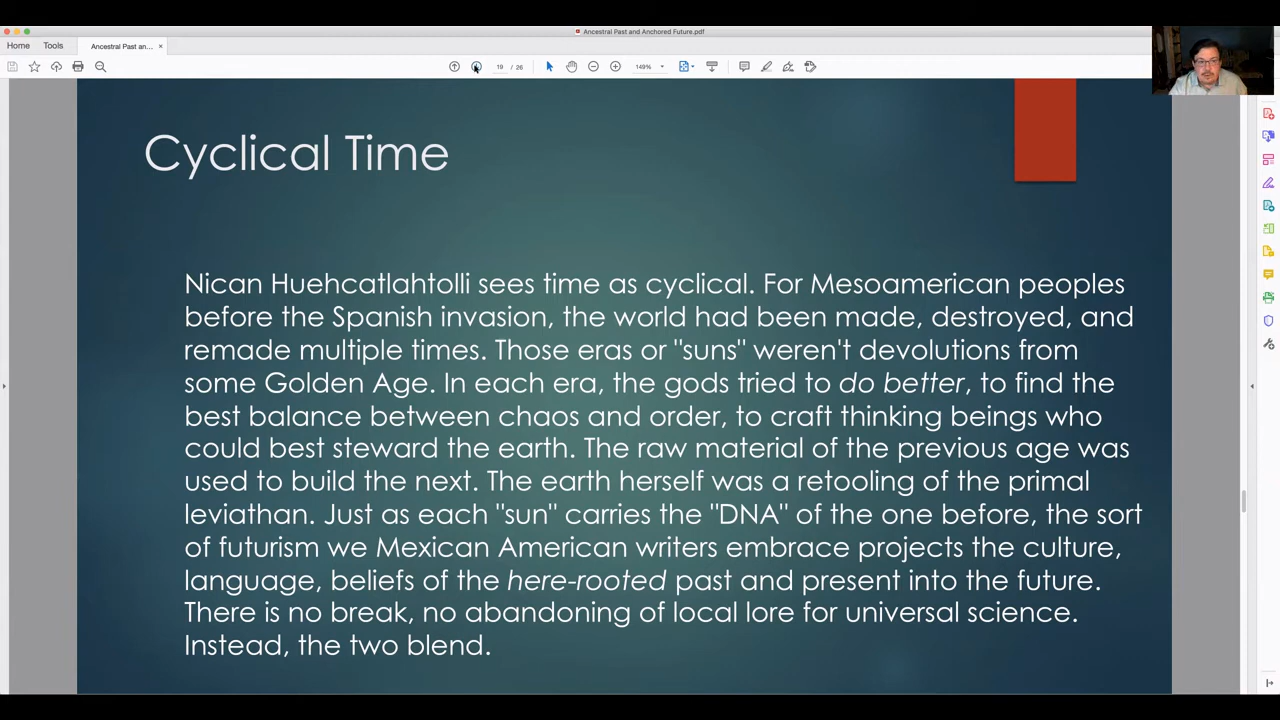 Ancestral Past and Anchored Future.pdf
Home Tools Ancestral Past an... ×
19 / 26 149%
Cyclical Time
Nican Huehcatlahtolli sees time as cyclical. For Mesoamerican peoples
before the Spanish invasion, the world had been made, destroyed, and
remade multiple times. Those eras or "suns" weren't devolutions from
some Golden Age. In each era, the gods tried to do better, to find the
best balance between chaos and order, to craft thinking beings who
could best steward the earth. The raw material of the previous age was
used to build the next. The earth herself was a retooling of the primal
leviathan. Just as each "sun" carries the "DNA" of the one before, the sort
of futurism we Mexican American writers embrace projects the culture,
language, beliefs of the here-rooted past and present into the future.
There is no break, no abandoning of local lore for universal science.
Instead, the two blend.